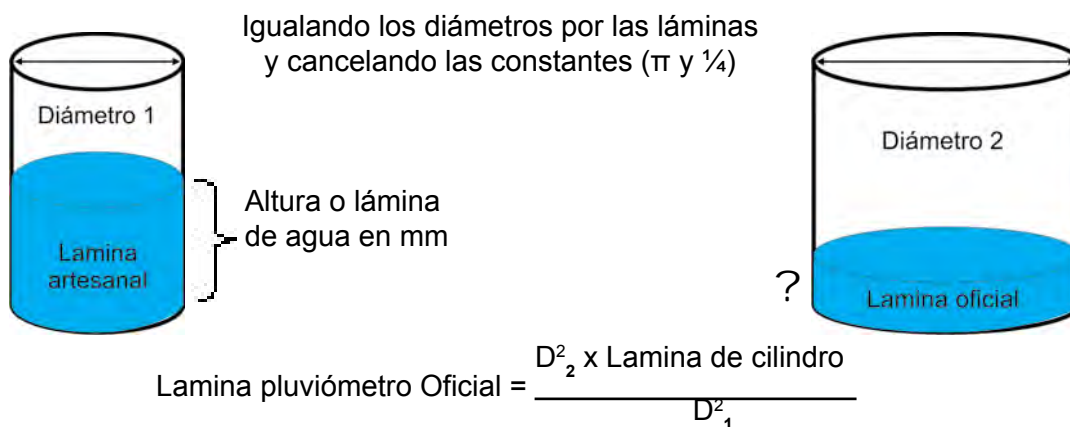 Igualando los diámetros por las láminas
y cancelando las constantes (π y ¼)
Diámetro 1
Diámetro 2
Altura o lámina
de agua en mm
Lamina
artesanal
?
Lamina oficial
Lamina pluviómetro Oficial = D²₂ x Lamina de cilindro
D²₁